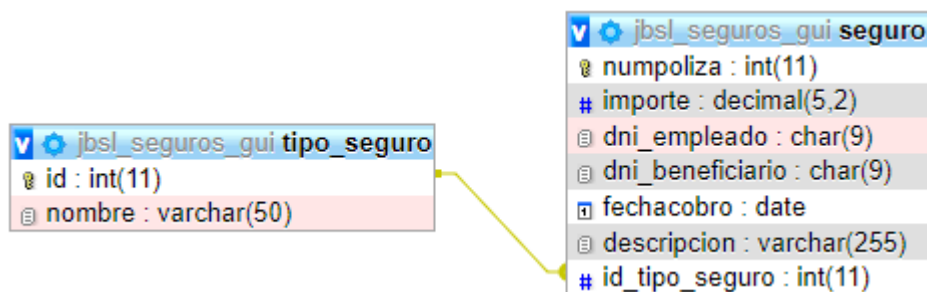 jbsl_seguros_gui tipo_seguro
id : int(11)
nombre : varchar(50)
v jbsl_seguros_gui seguro
numpoliza : int(11)
# importe : decimal(5,2)
dni_empleado : char(9)
dni_beneficiario : char(9)
fechacobro : date
descripcion : varchar(255)
# id_tipo_seguro : int(11)